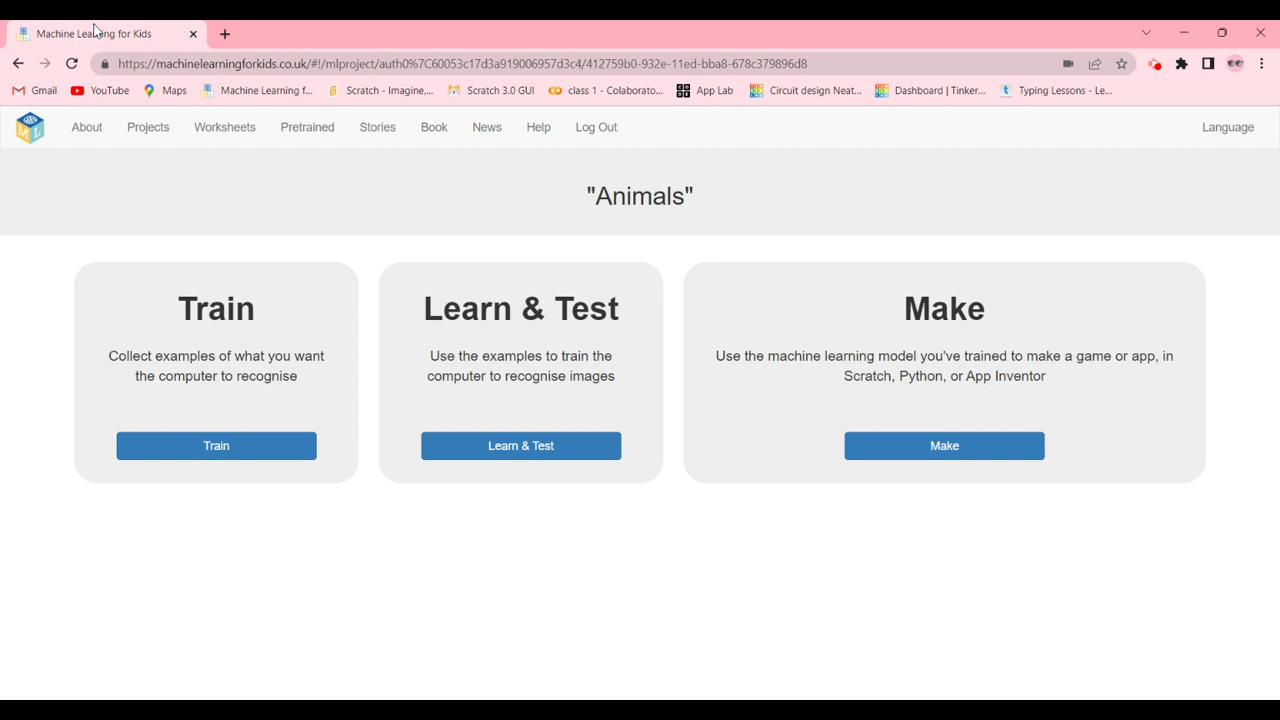 Machine Learning for Kids
https://machinelearningforkids.co.uk/#!/mlproject/auth0%7C60053c17d3a919006957d3c4/412759b0-932e-11ed-bba8-678c379896d8
Gmail YouTube Maps Machine Learning f... Scratch - Imagine,... Scratch 3.0 GUI class 1 - Colaborato... App Lab Circuit design Neat... Dashboard | Tinker... Typing Lessons - Le...
About Projects Worksheets Pretrained Stories Book News Help Log Out Language
"Animals"
Train
Collect examples of what you want
the computer to recognise
Train
Learn & Test
Use the examples to train the
computer to recognise images
Learn & Test
Make
Use the machine learning model you've trained to make a game or app, in
Scratch, Python, or App Inventor
Make